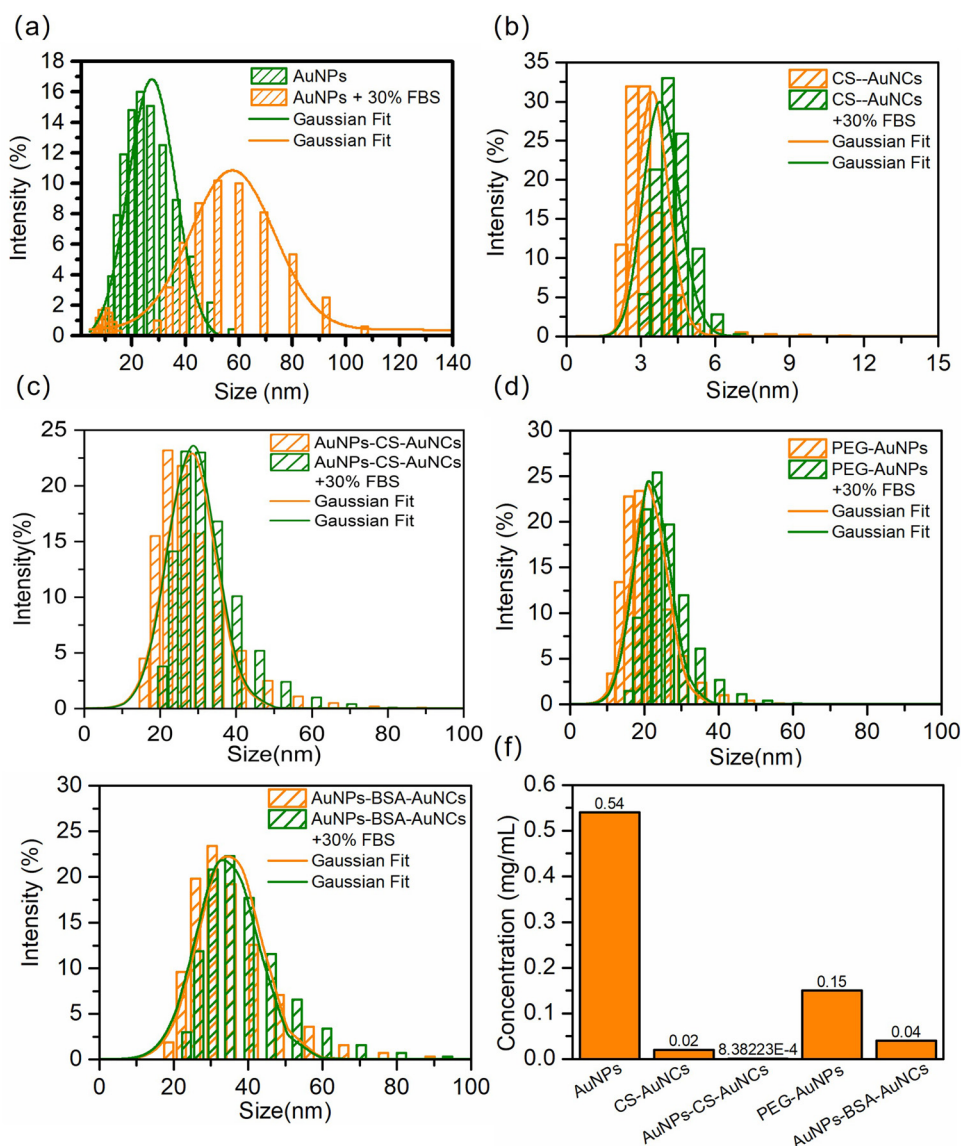 (a)
18
16
14
12
10
8
6
4
2
0
Intensity (%)
AuNPs
AuNPs + 30% FBS
Gaussian Fit
Gaussian Fit
20 40 60 80 100 120 140
Size (nm)
(b)
35
30
25
20
15
10
5
0
Intensity (%)
CS--AuNCs
CS--AuNCs
+30% FBS
Gaussian Fit
Gaussian Fit
0 3 6 9 12 15
Size(nm)
(c)
25
20
15
10
5
0
Intensity(%)
AuNPs-CS-AuNCs
AuNPs-CS-AuNCs
+30% FBS
Gaussian Fit
Gaussian Fit
0 20 40 60 80 100
Size(nm)
(d)
30
25
20
15
10
5
0
Intensity (%)
PEG-AuNPs
PEG-AuNPs
+30% FBS
Gaussian Fit
Gaussian Fit
0 20 40 60 80 100
Size(nm)
30
25
20
15
10
5
0
Intensity (%)
AuNPs-BSA-AuNCs
AuNPs-BSA-AuNCs
+30% FBS
Gaussian Fit
Gaussian Fit
0 20 40 60 80 100
Size(nm)
(f)
0.6
0.5
0.4
0.3
0.2
0.1
0.0
Concentration (mg/mL)
0.54
0.02
8.38223E-4
0.15
0.04
AuNPs
CS-AuNCs
AuNPs-CS-AuNCs
PEG-AuNPs
AuNPs-BSA-AuNCs